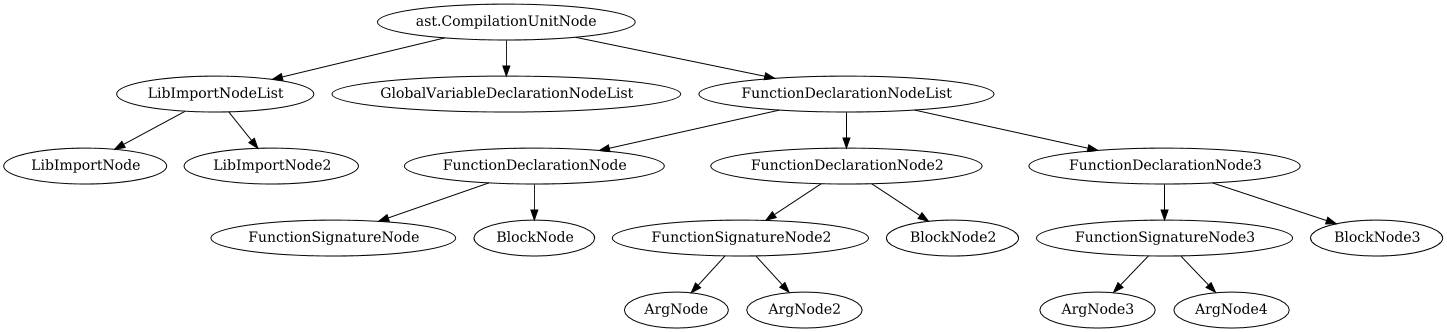 ast.CompilationUnitNode
LibImportNodeList
GlobalVariableDeclarationNodeList
FunctionDeclarationNodeList
LibImportNode
LibImportNode2
FunctionDeclarationNode
FunctionDeclarationNode2
FunctionDeclarationNode3
FunctionSignatureNode
BlockNode
FunctionSignatureNode2
BlockNode2
FunctionSignatureNode3
BlockNode3
ArgNode
ArgNode2
ArgNode3
ArgNode4